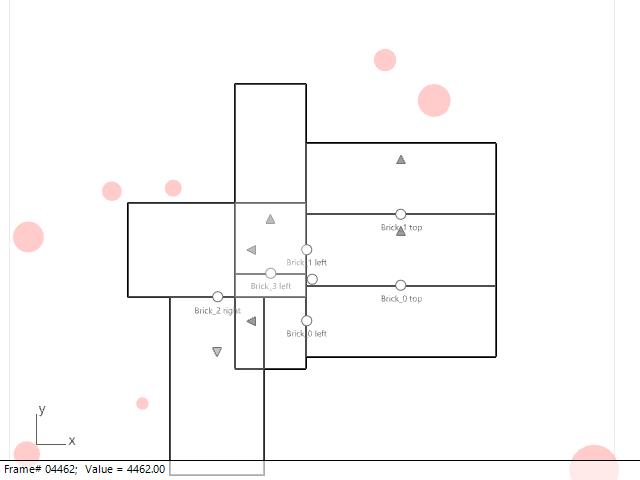 Brick_1 top
Brick_1 left
Brick_3 left
Brick_0 top
Brick_2 right
Brick_0 left
y
x
Frame# 04462; Value = 4462.00